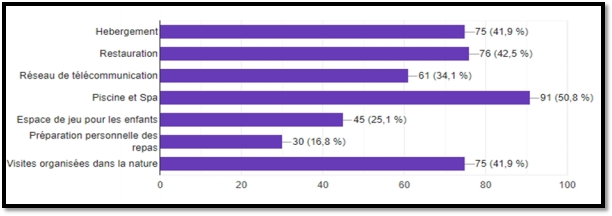 Hebergement
75 (41,9 %)
Restauration
76 (42,5 %)
Réseau de télécommunication
61 (34,1 %)
Piscine et Spa
91 (50,8 %)
Espace de jeu pour les enfants
45 (25,1 %)
Préparation personnelle des
repas
30 (16,8 %)
Visites organisées dans la nature
75 (41,9 %)
0 20 40 60 80 100